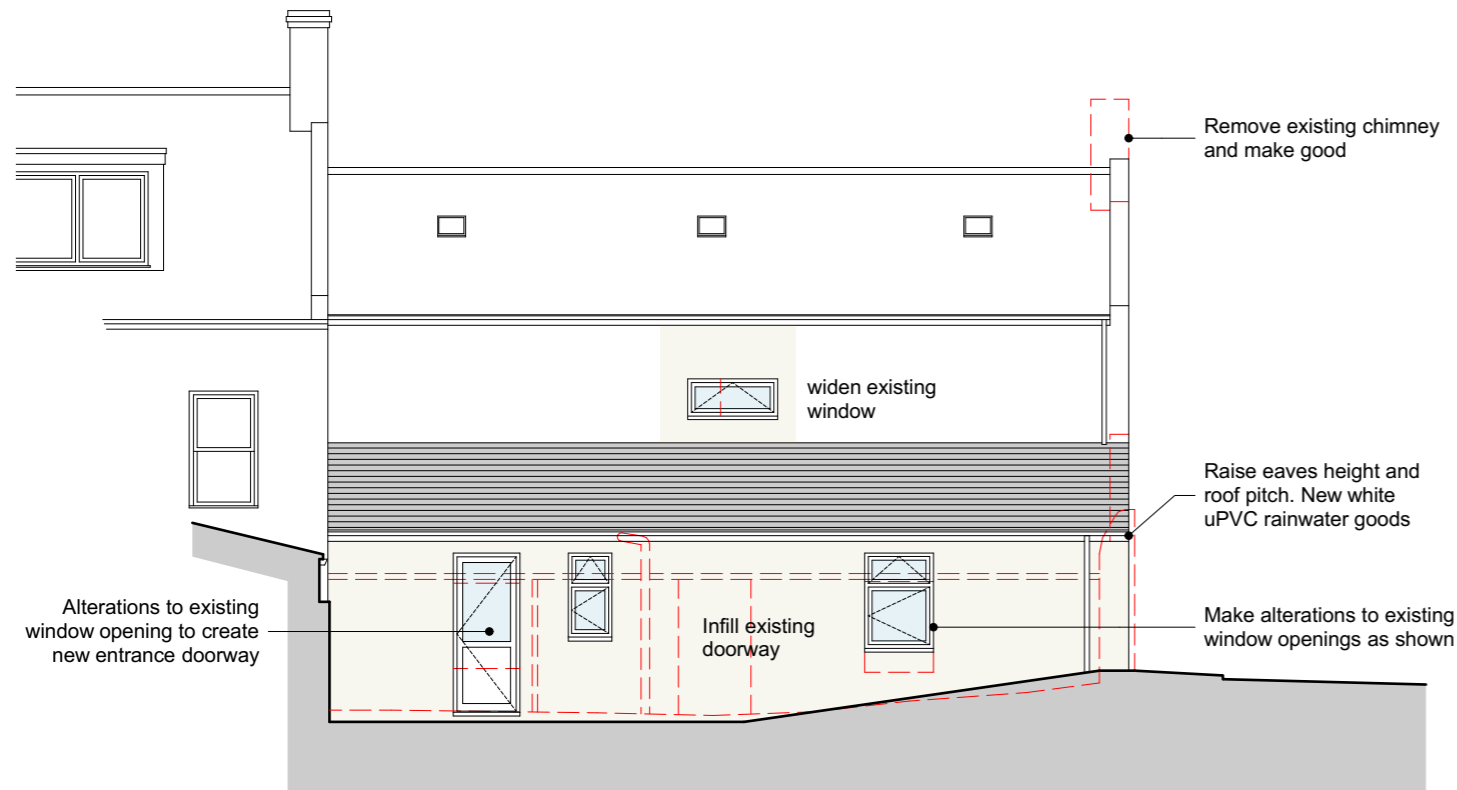 Remove existing chimney
and make good
widen existing
window
Raise eaves height and
roof pitch. New white
uPVC rainwater goods
Alterations to existing
window opening to create
new entrance doorway
Infill existing
doorway
Make alterations to existing
window openings as shown